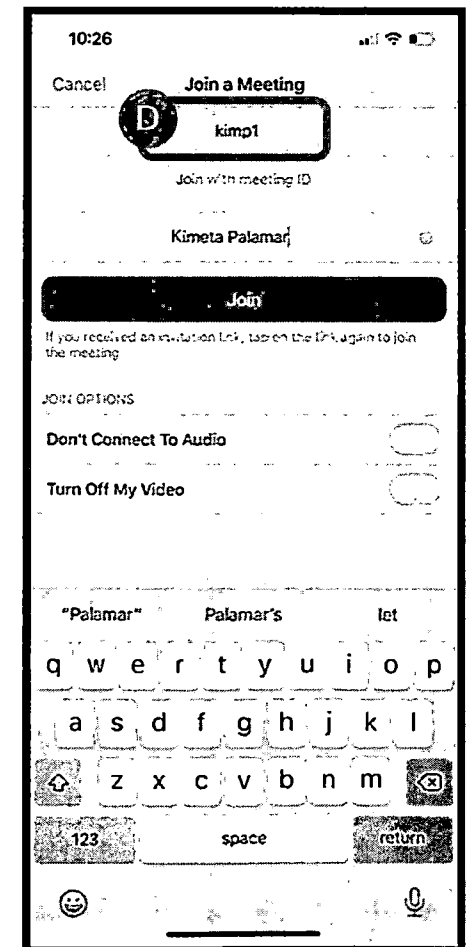 10:26
Cancel Join a Meeting
D
kimp1
Join with meeting ID
Kimeta Palamar
Join
If you received an invitation link, tap on the link again to join
the meeting
JOIN OPTIONS
Don't Connect To Audio
Turn Off My Video
"Palamar" Palamar's let
q w e r t y u i o p
a s d f g h j k l
z x c v b n m
123 space return